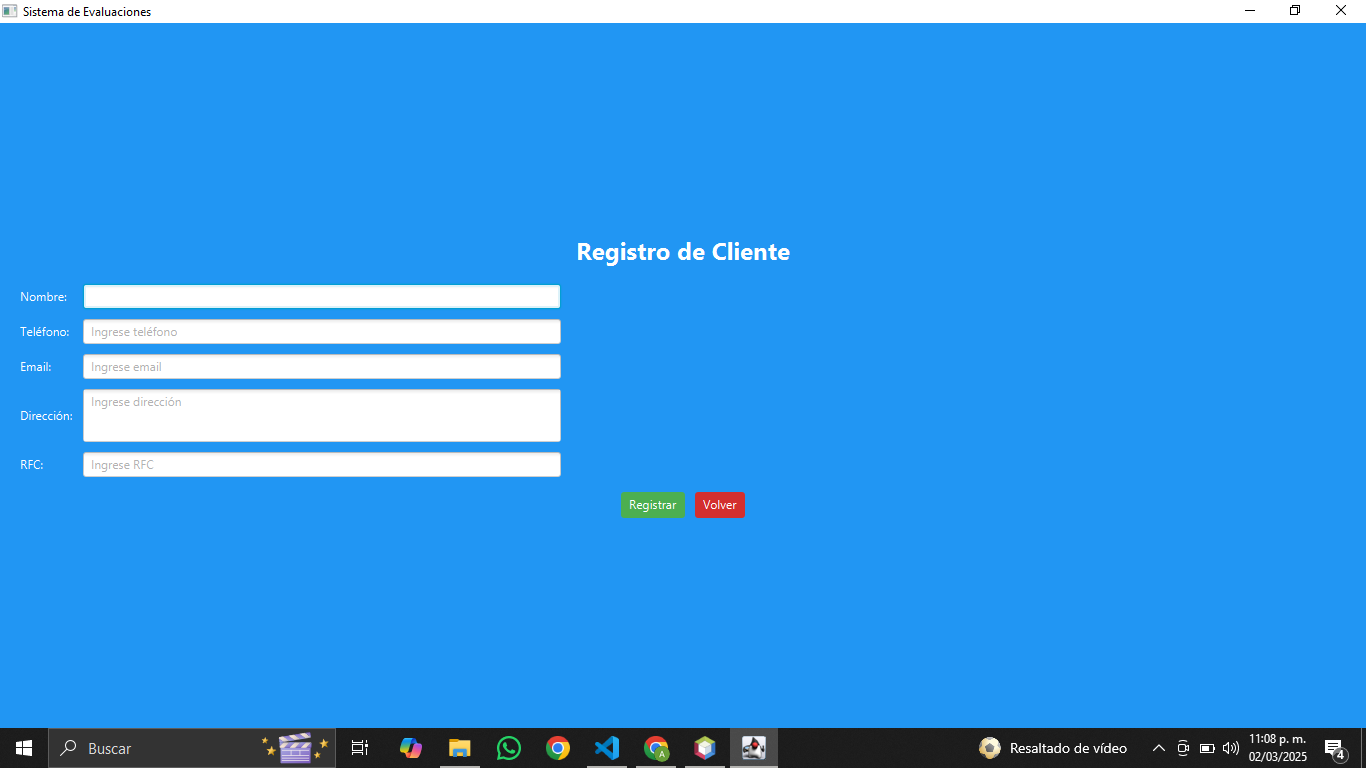 Sistema de Evaluaciones
Registro de Cliente
Nombre:
Teléfono: Ingrese teléfono
Email: Ingrese email
Dirección: Ingrese dirección
RFC: Ingrese RFC
Registrar Volver
Buscar
A
Resaltado de vídeo
11:08 p. m.
02/03/2025
4